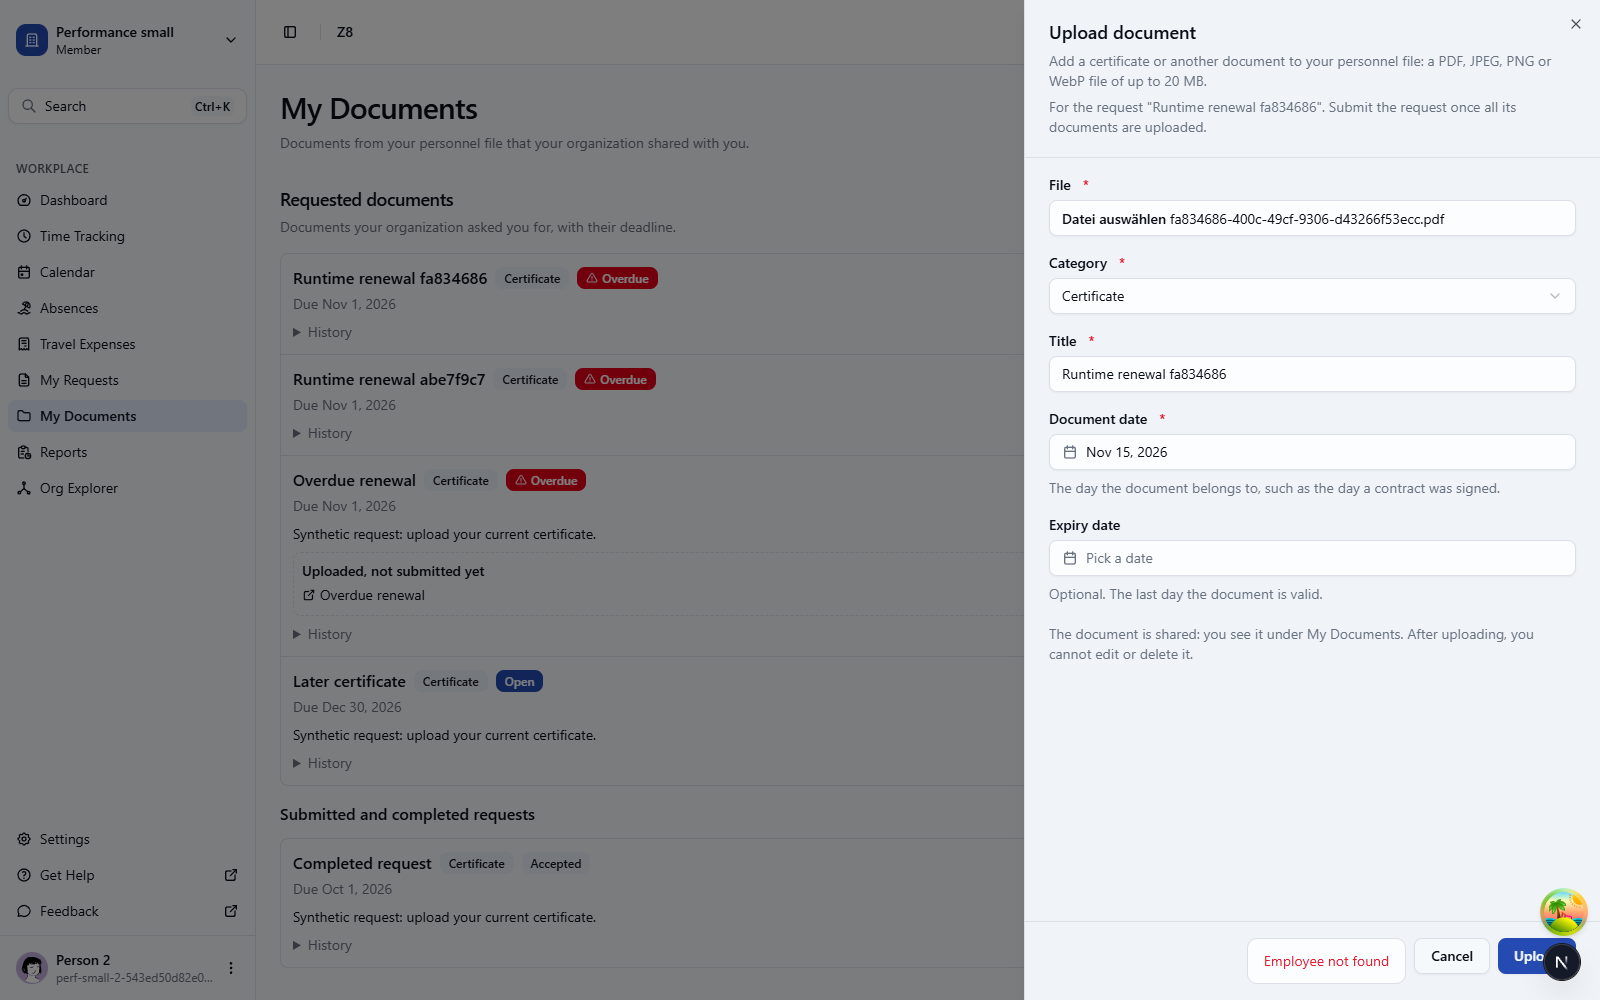 Performance small
Member
Search
Ctrl+K
WORKPLACE
Dashboard
Time Tracking
Calendar
Absences
Travel Expenses
My Requests
My Documents
Reports
Org Explorer
Settings
Get Help
Feedback
Person 2
perf-small-2-543ed50d82e0...
Z8
My Documents
Documents from your personnel file that your organization shared with you.
Requested documents
Documents your organization asked you for, with their deadline.
Runtime renewal fa834686 Certificate Overdue
Due Nov 1, 2026
History
Runtime renewal abe7f9c7 Certificate Overdue
Due Nov 1, 2026
History
Overdue renewal Certificate Overdue
Due Nov 1, 2026
Synthetic request: upload your current certificate.
Uploaded, not submitted yet
Overdue renewal
History
Later certificate Certificate Open
Due Dec 30, 2026
Synthetic request: upload your current certificate.
History
Submitted and completed requests
Completed request Certificate Accepted
Due Oct 1, 2026
Synthetic request: upload your current certificate.
History
Upload document
Add a certificate or another document to your personnel file: a PDF, JPEG, PNG or
WebP file of up to 20 MB.
For the request "Runtime renewal fa834686". Submit the request once all its
documents are uploaded.
File *
Datei auswählen fa834686-400c-49cf-9306-d43266f53ecc.pdf
Category *
Certificate
Title *
Runtime renewal fa834686
Document date *
Nov 15, 2026
The day the document belongs to, such as the day a contract was signed.
Expiry date
Pick a date
Optional. The last day the document is valid.
The document is shared: you see it under My Documents. After uploading, you
cannot edit or delete it.
Employee not found
Cancel
Uplo
N